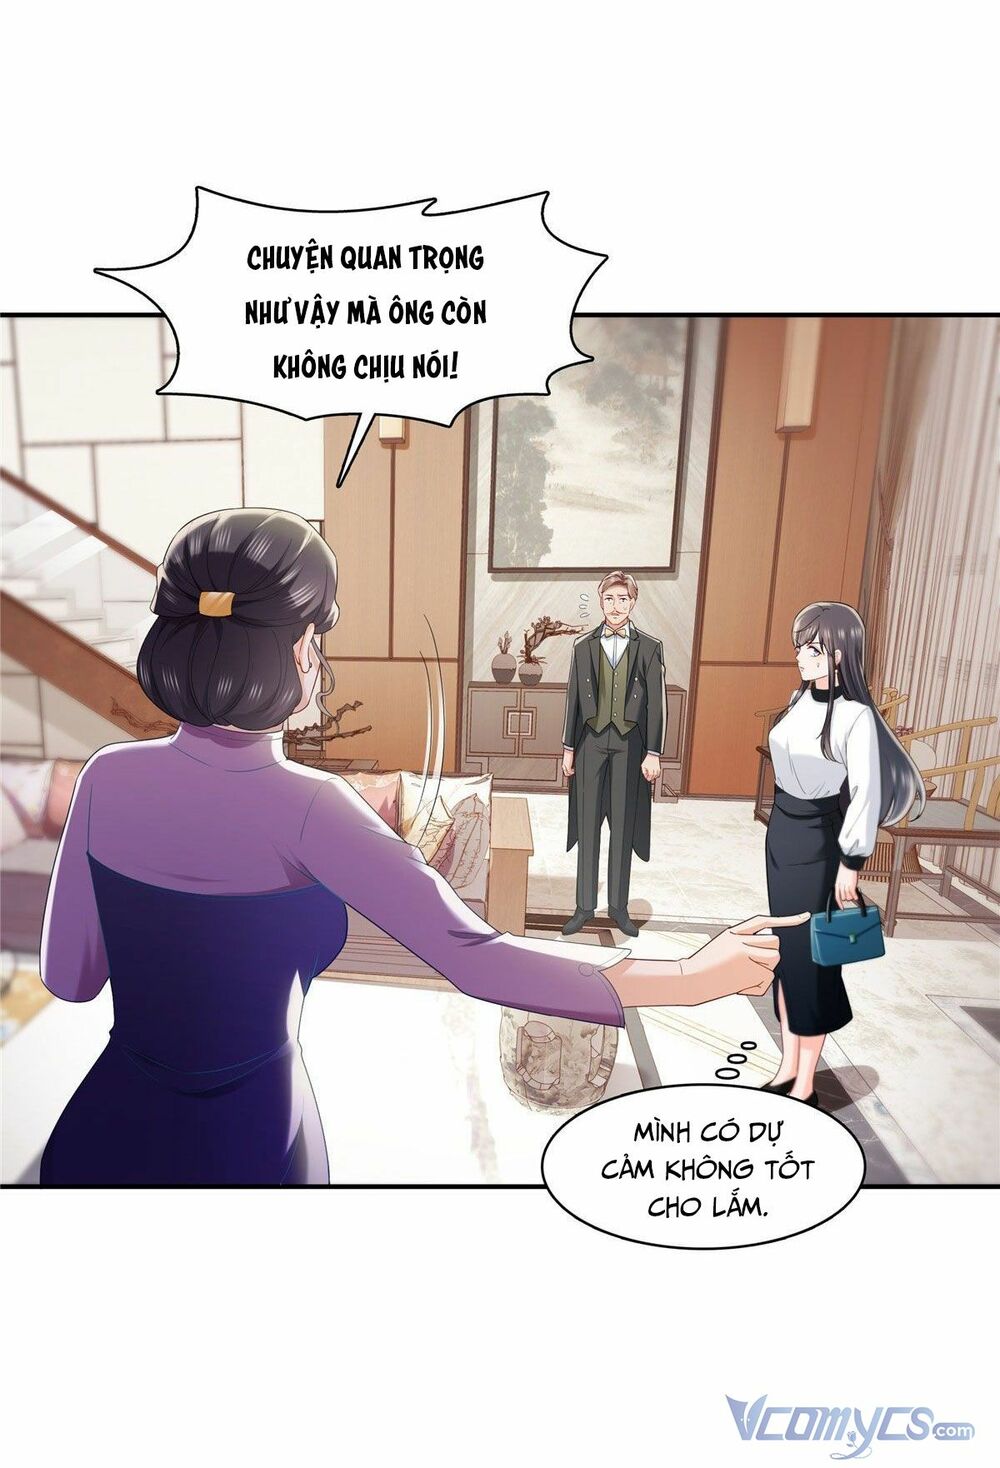 CHUYỆN QUAN TRỌNG
NHƯ VẬY MÀ ÔNG CÒN
KHÔNG CHỊU NÓI!
MÌNH CÓ DỰ
CẢM KHÔNG TỐT
CHO LẮM.
VCOMYCS.COM